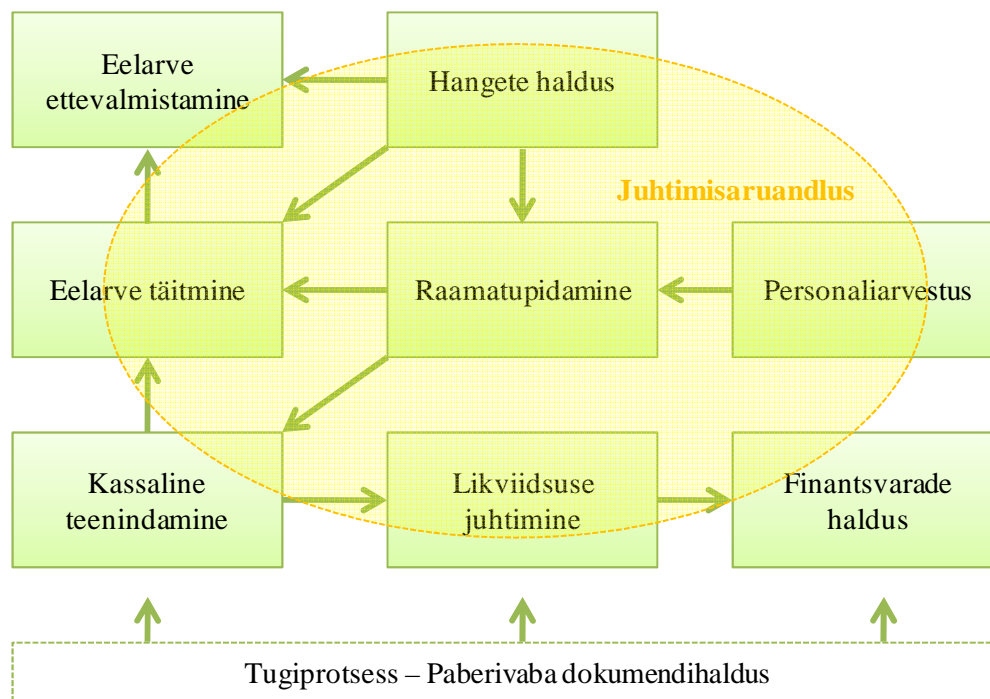 Eelarve
ettevalmistamine
Hangete haldus
Juhtimisaruandlus
Eelarve täitmine
Raamatupidamine
Personaliarvestus
Kassaline
teenindamine
Likviidsuse
juhtimine
Finantsvarade
haldus
Tugiprotsess – Paberivaba dokumendihaldus